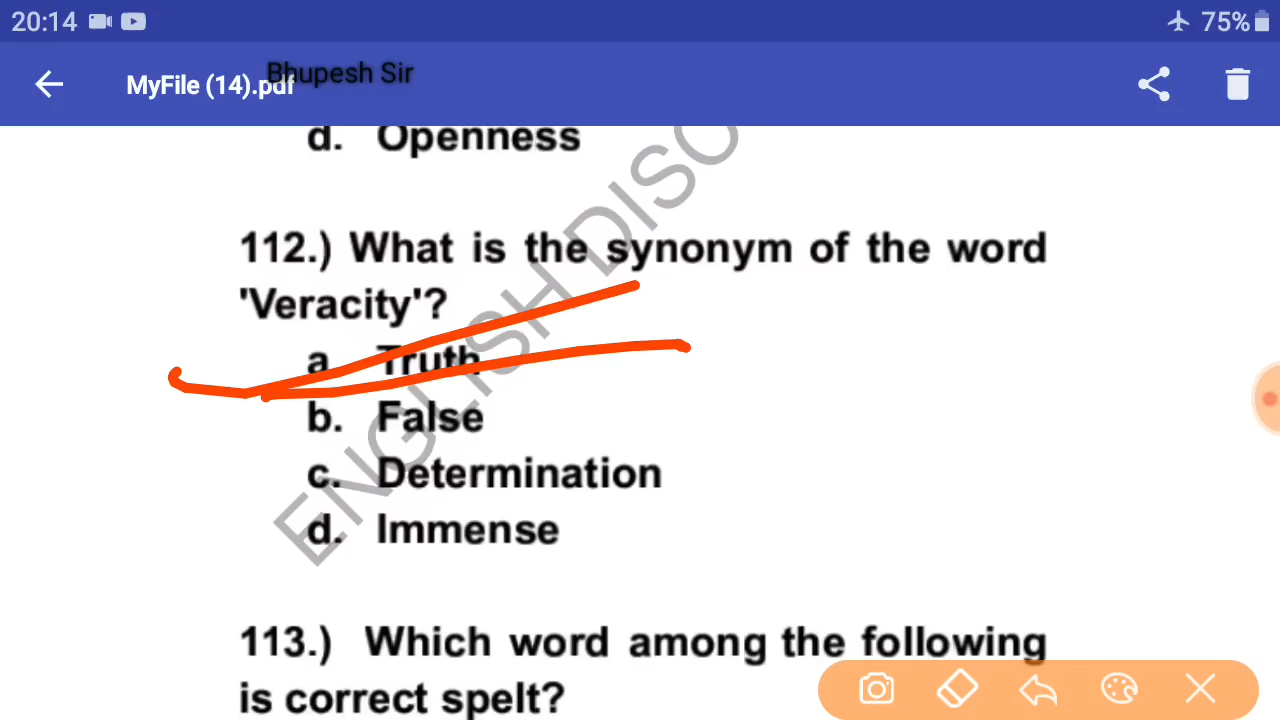 20:14
75%
MyFile (14).pdf
Bhupesh Sir
d. Openness
ENGLISH DISC
112.) What is the synonym of the word
'Veracity'?
a. Truth
b. False
c. Determination
d. Immense
113.) Which word among the following
is correct spelt?